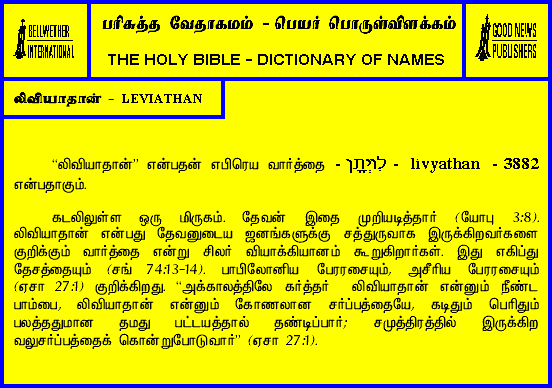 BELLWETHER
INTERNATIONAL
பரிசுத்த வேதாகமம் - பெயர் பொருள்விளக்கம்
THE HOLY BIBLE - DICTIONARY OF NAMES
GOOD NEWS
PUBLISHERS
லிவியாதான் - LEVIATHAN
“லிவியாதான்” என்பதன் எபிரெய வார்த்தை - לִוְיָתָן - livyathan - 3882
என்பதாகும்.
கடலிலுள்ள ஒரு மிருகம். தேவன் இதை முறியடித்தார் (யோபு 3:8).
லிவியாதான் என்பது தேவனுடைய ஜனங்களுக்கு சத்துருவாக இருக்கிறவர்களை
குறிக்கும் வார்த்தை என்று சிலர் வியாக்கியானம் கூறுகிறார்கள். இது எகிப்து
தேசத்தையும் (சங் 74:13-14). பாபிலோனிய பேரரசையும், அசீரிய பேரரசையும்
(ஏசா 27:1) குறிக்கிறது. “அக்காலத்திலே கர்த்தர் லிவியாதான் என்னும் நீண்ட
பாம்பை, லிவியாதான் என்னும் கோணலான சர்ப்பத்தையே, கடிதும் பெரிதும்
பலத்ததுமான தமது பட்டயத்தால் தண்டிப்பார்; சமுத்திரத்தில் இருக்கிற
வலுசர்ப்பத்தைக் கொன்றுபோடுவார்” (ஏசா 27:1).